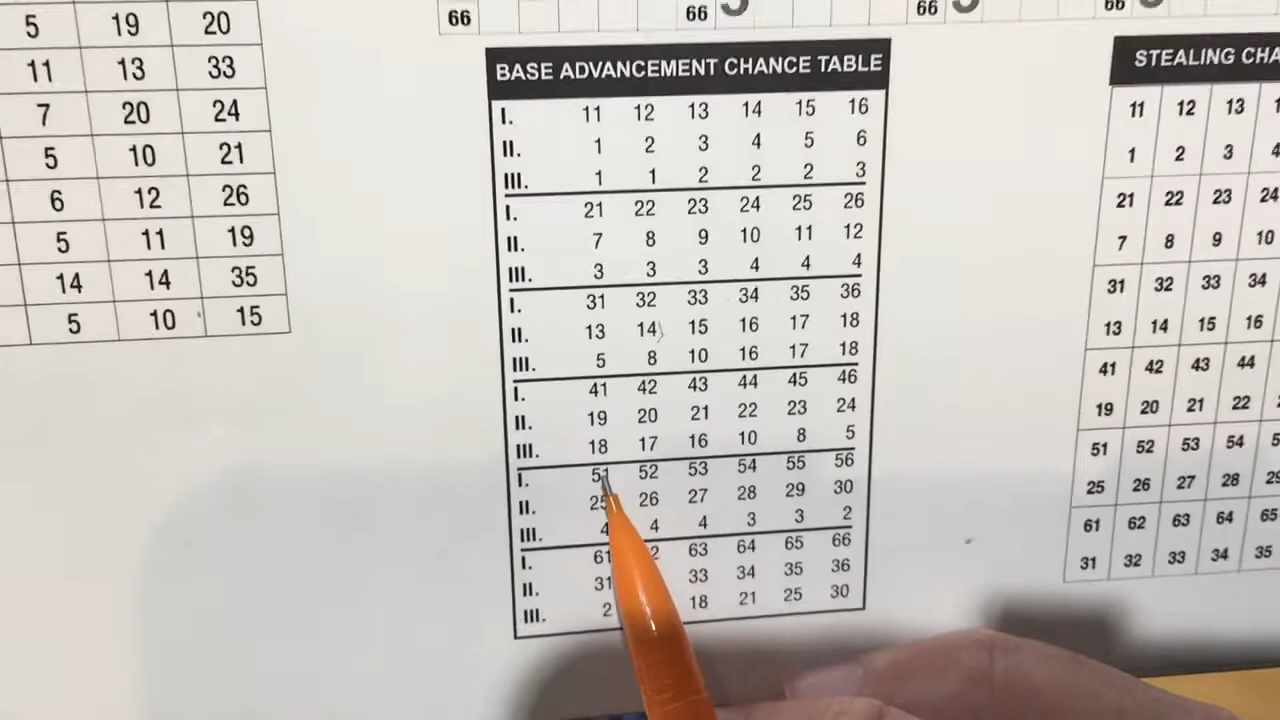 66 66 66 66
5 19 20
11 13 33
7 20 24
5 10 21
6 12 26
5 11 19
14 14 35
5 10 15
BASE ADVANCEMENT CHANCE TABLE
I. 11 12 13 14 15 16
II. 1 2 3 4 5 6
III. 1 1 2 2 2 3
I. 21 22 23 24 25 26
II. 7 8 9 10 11 12
III. 3 3 3 4 4 4
I. 31 32 33 34 35 36
II. 13 14 15 16 17 18
III. 5 8 10 16 17 18
I. 41 42 43 44 45 46
II. 19 20 21 22 23 24
III. 18 17 16 10 8 5
I. 51 52 53 54 55 56
II. 25 26 27 28 29 30
III. 4 4 4 3 3 2
I. 61 63 64 65 66
II. 31 33 34 35 36
III. 2 18 21 25 30
STEALING CHA
11 12 13
1 2 3 4
21 22 23 24
7 8 9 10
31 32 33 34
13 14 15 16
41 42 43 44
19 20 21 22
51 52 53 54
25 26 27 28 29
61 62 63 64 65
31 32 33 34 35